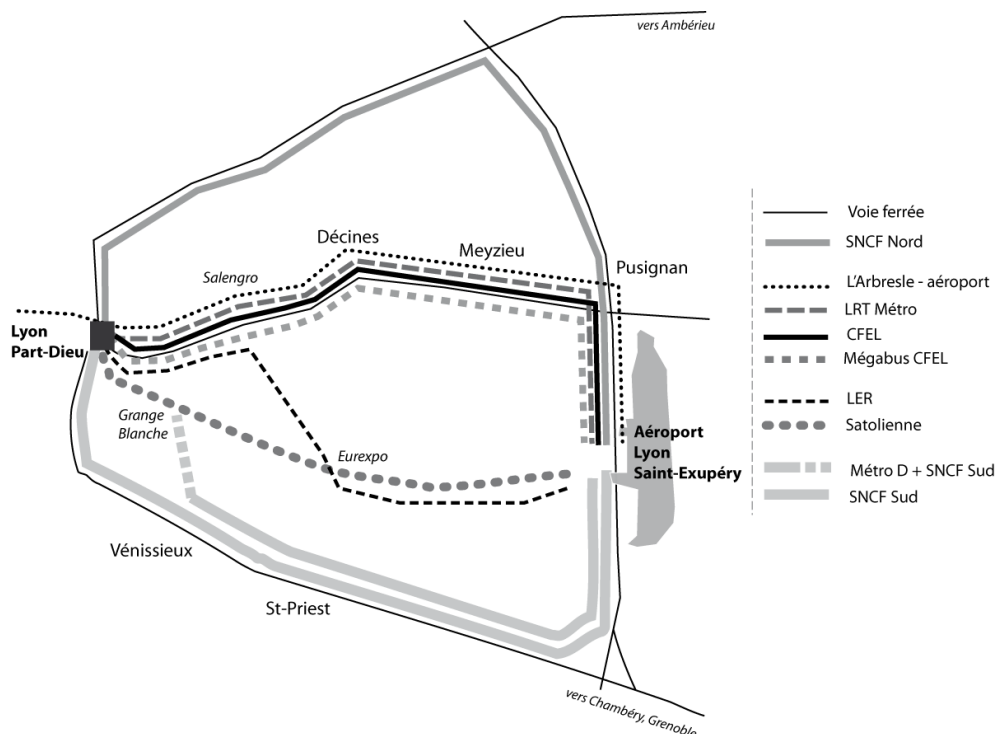 vers Ambérieu
Décines
Meyzieu
Salengro
Pusignan
Lyon
Part-Dieu
Grange
Blanche
Eurexpo
Aéroport
Lyon
Saint-Exupéry
Vénissieux
St-Priest
vers Chambéry, Grenoble
Voie ferrée
SNCF Nord
L'Arbresle - aéroport
LRT Métro
CFEL
Mégabus CFEL
LER
Satolienne
Métro D + SNCF Sud
SNCF Sud